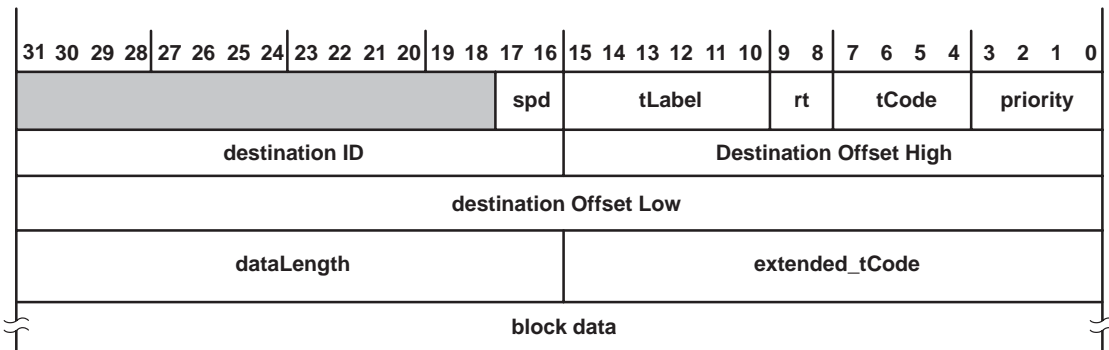 31 30 29 28 27 26 25 24 23 22 21 20 19 18 17 16 15 14 13 12 11 10 9 8 7 6 5 4 3 2 1 0
spd tLabel rt tCode priority
destination ID Destination Offset High
destination Offset Low
dataLength extended_tCode
block data